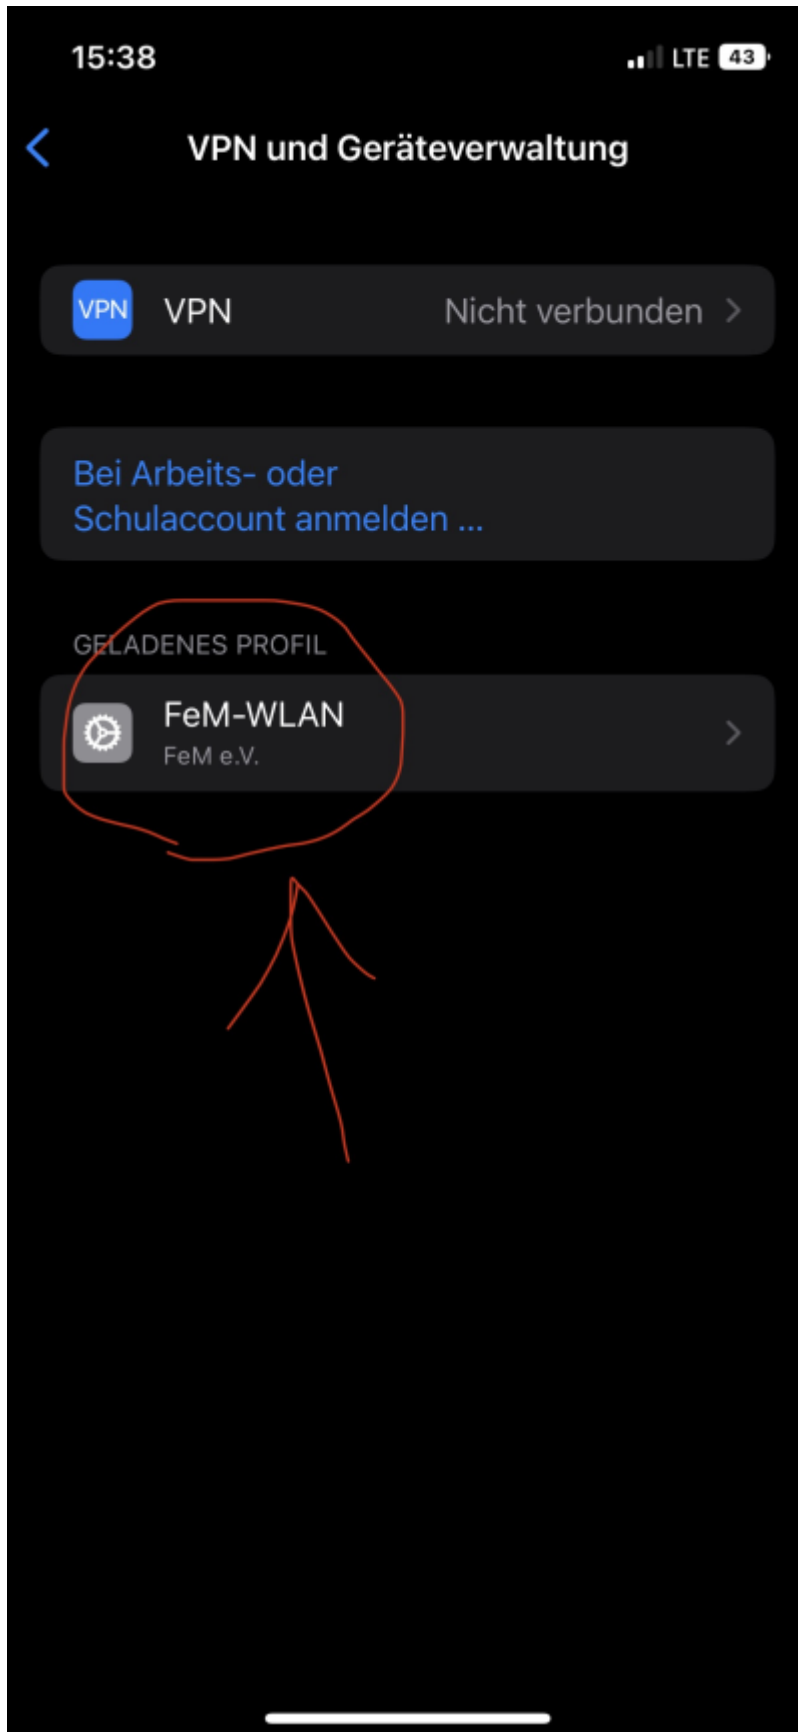 15:38
LTE 43
VPN und Geräteverwaltung
VPN VPN Nicht verbunden
Bei Arbeits- oder
Schulaccount anmelden ...
GELADENES PROFIL
FeM-WLAN
FeM e.V.